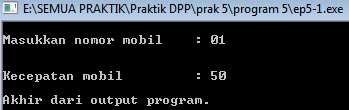 E:\SEMUA PRAKTIK\Praktik DPP\prak 5\program 5\ep5-1.exe
Masukkan nomor mobil : 01
Kecepatan mobil : 50
Akhir dari output program.